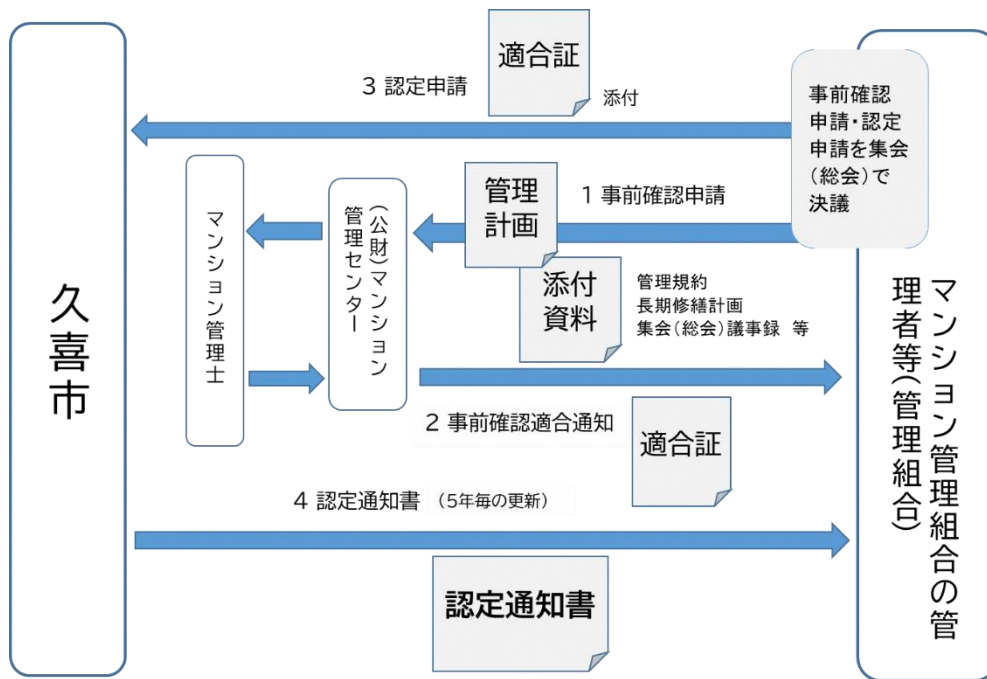 適合証
3 認定申請
添付
事前確認
申請・認定
申請を集会
(総会)で
決議
管理
計画
1 事前確認申請
(公財)マンション
管理センター
マンション管理士
添付
資料
管理規約
長期修繕計画
集会(総会)議事録 等
久喜市
マンション管理組合の管
理者等(管理組合)
2 事前確認適合通知
適合証
4 認定通知書 (5年毎の更新)
認定通知書